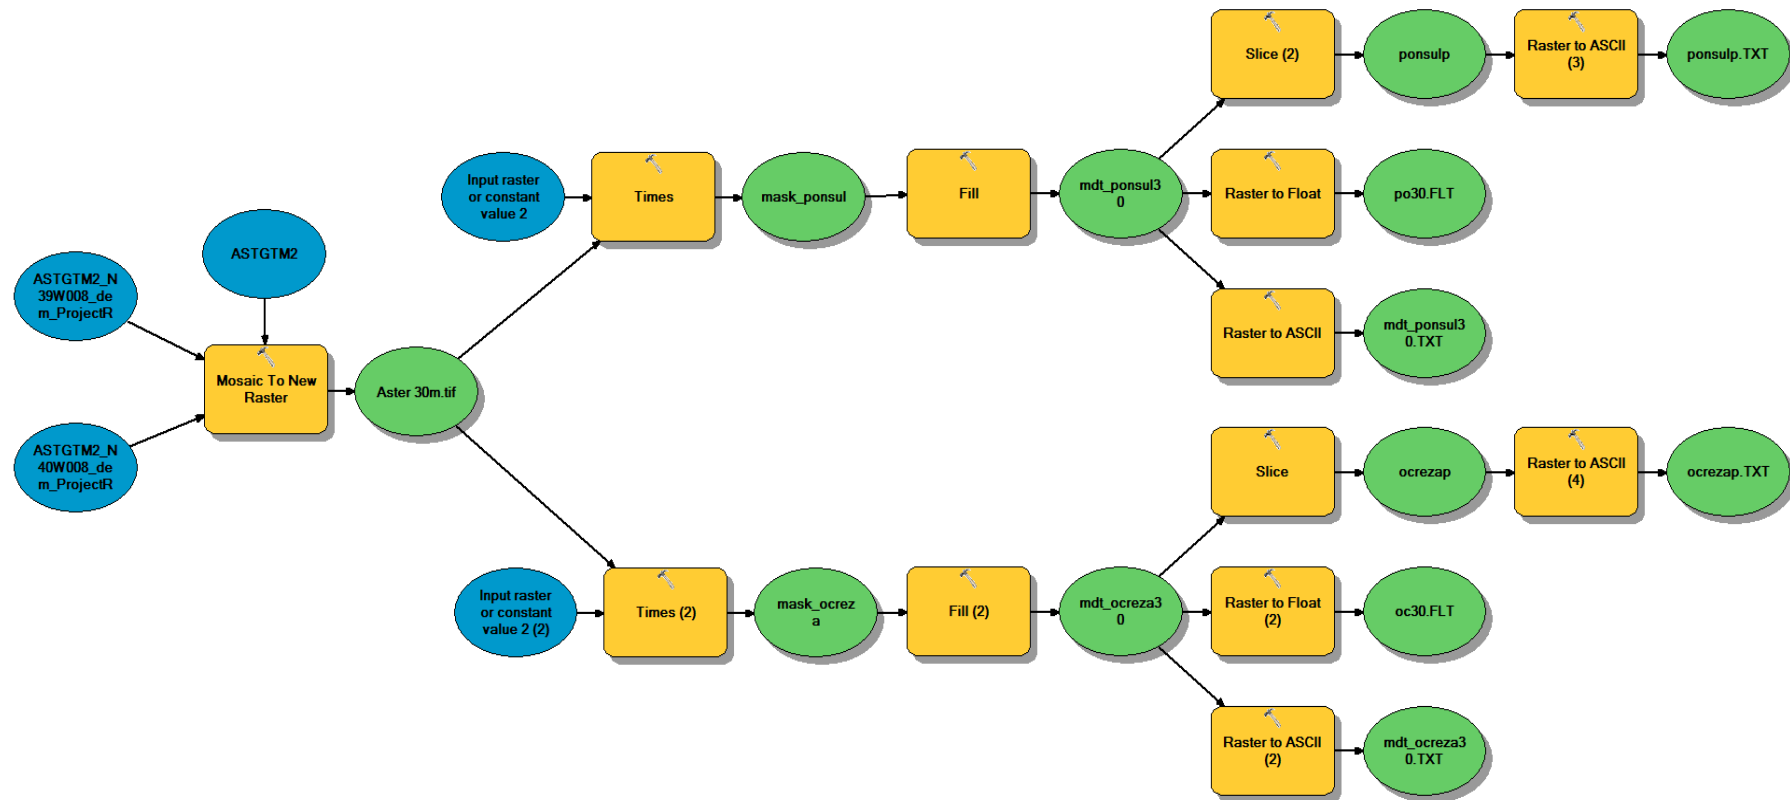 Slice (2)
ponsulp
Raster to ASCII
(3)
ponsulp.TXT
Input raster
or constant
value 2
Times
mask_ponsul
Fill
mdt_ponsul3
0
Raster to Float
po30.FLT
ASTGTM2
ASTGTM2_N
39W008_de
m_ProjectR
Raster to ASCII
mdt_ponsul3
0.TXT
Mosaic To New
Raster
Aster 30m.tif
ASTGTM2_N
40W008_de
m_ProjectR
Slice
ocrezap
Raster to ASCII
(4)
ocrezap.TXT
Input raster
or constant
value 2 (2)
Times (2)
mask_ocrez
a
Fill (2)
mdt_ocreza3
0
Raster to Float
(2)
oc30.FLT
Raster to ASCII
(2)
mdt_ocreza3
0.TXT